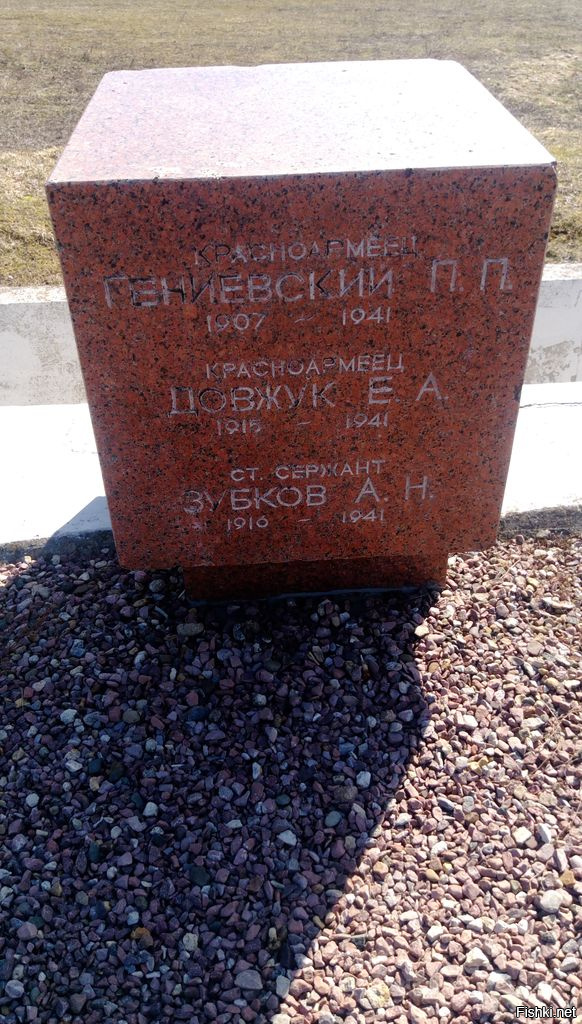 КРАСНОАРМЕЕЦ
ГЕНИЕВСКИЙ П. П.
1907 - 1941
КРАСНОАРМЕЕЦ
ДОВЖУК Е. А.
1915 - 1941
СТ. СЕРЖАНТ
ЗУБКОВ А. Н.
1916 - 1941
Fishki.net